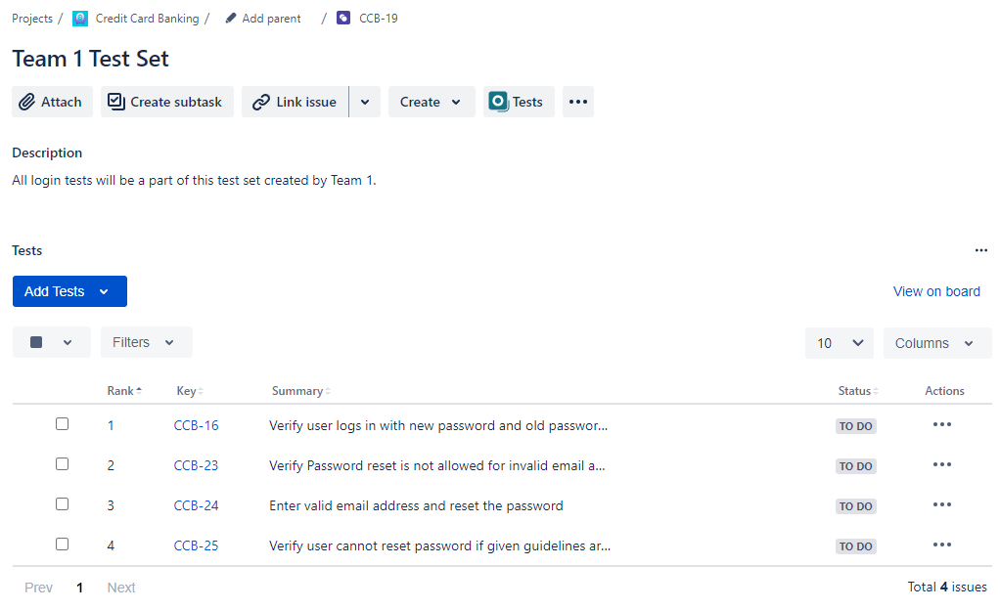 Projects / Credit Card Banking / Add parent / CCB-19
Team 1 Test Set
Attach Create subtask Link issue Create Tests
Description
All login tests will be a part of this test set created by Team 1.
Tests
Add Tests View on board
Filters 10 Columns
Rank Key Summary Status Actions
1 CCB-16 Verify user logs in with new password and old passwor... TO DO
2 CCB-23 Verify Password reset is not allowed for invalid email a... TO DO
3 CCB-24 Enter valid email address and reset the password TO DO
4 CCB-25 Verify user cannot reset password if given guidelines ar... TO DO
Prev 1 Next Total 4 issues